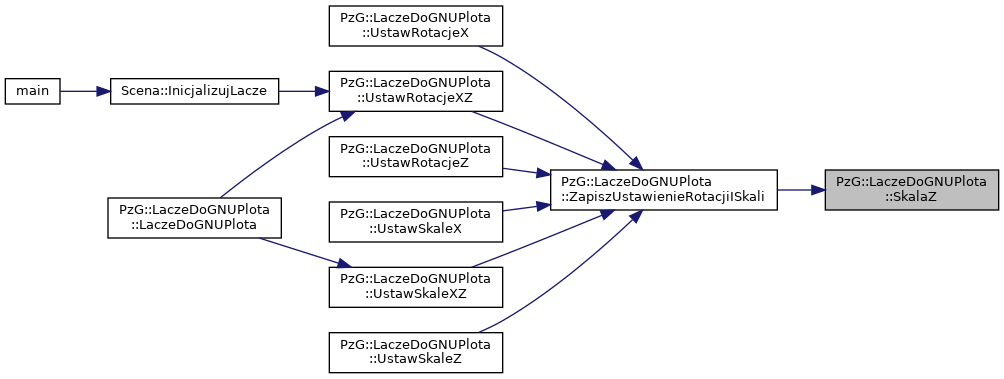 PzG::LaczeDoGNUPlota
::UstawRotacjeX
main
Scena::InicjalizujLacze
PzG::LaczeDoGNUPlota
::UstawRotacjeXZ
PzG::LaczeDoGNUPlota
::UstawRotacjeZ
PzG::LaczeDoGNUPlota
::LaczeDoGNUPlota
PzG::LaczeDoGNUPlota
::UstawSkaleX
PzG::LaczeDoGNUPlota
::ZapiszUstawienieRotacjiISkali
PzG::LaczeDoGNUPlota
::SkalaZ
PzG::LaczeDoGNUPlota
::UstawSkaleXZ
PzG::LaczeDoGNUPlota
::UstawSkaleZ